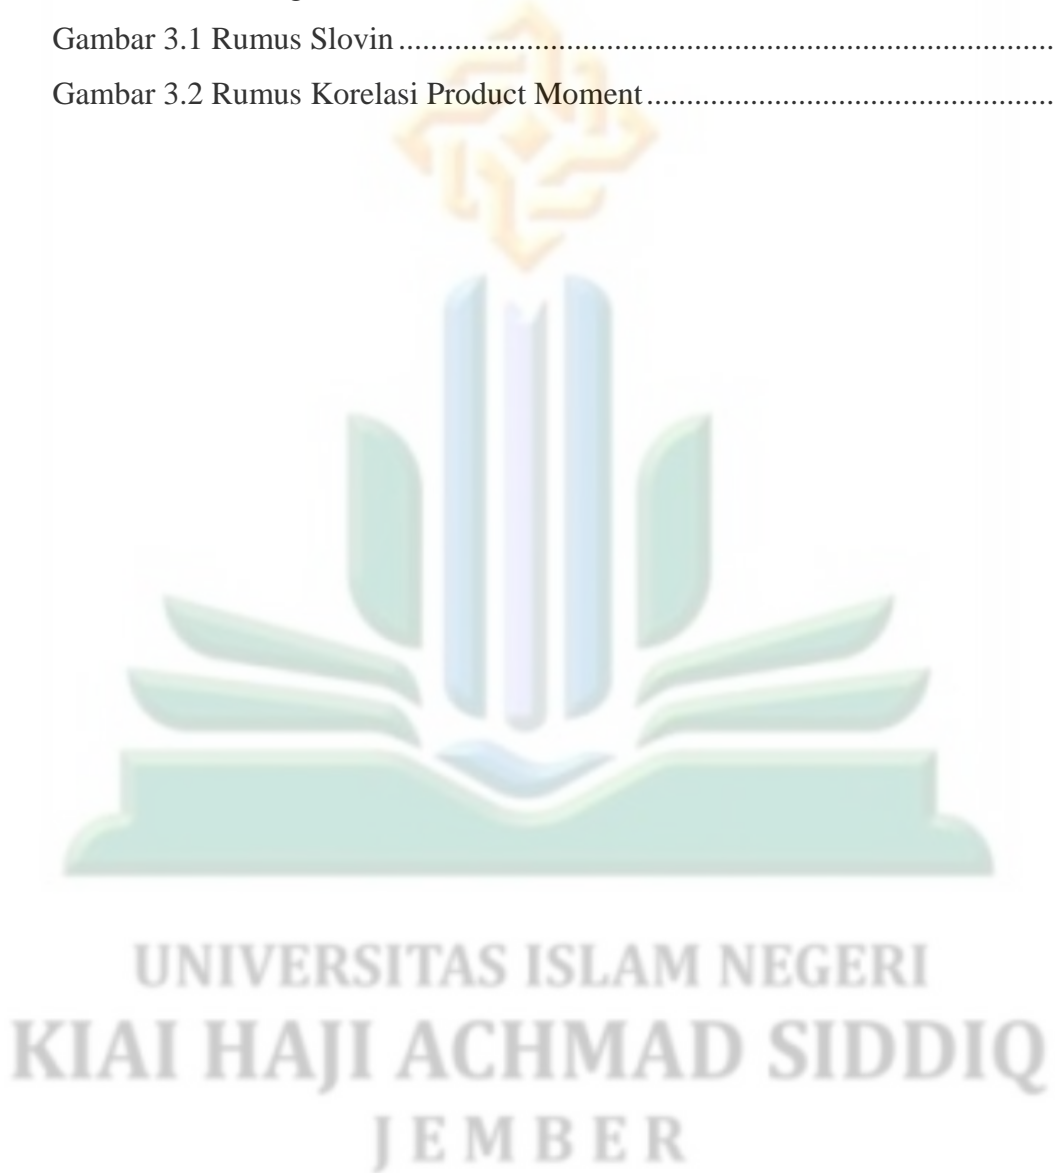 Gambar 3.1 Rumus Slovin ................................................................................
Gambar 3.2 Rumus Korelasi Product Moment ..................................................
UNIVERSITAS ISLAM NEGERI
KIAI HAJI ACHMAD SIDDIQ
JEMBER